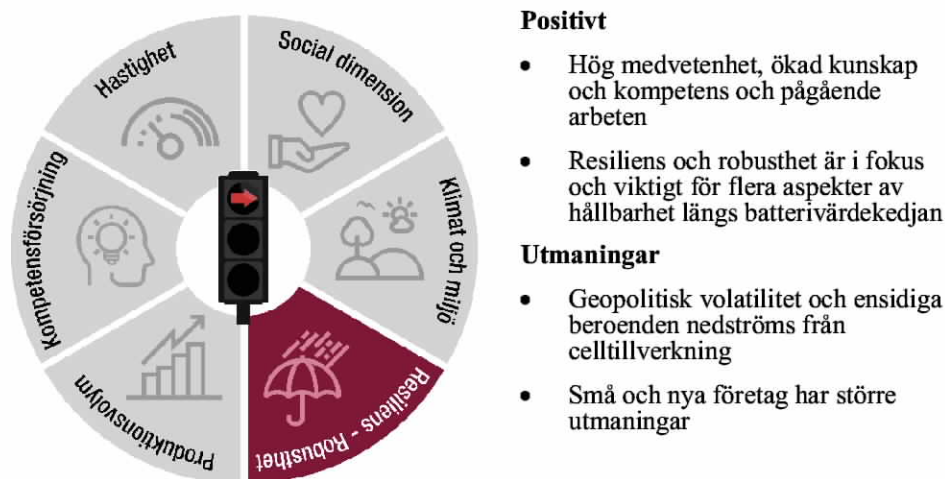 Hastighet
Social dimension
Kompetensförsörjning
Klimat och miljö
Produktionsvolym
Resiliens - Robusthet
Positivt
• Hög medvetenhet, ökad kunskap
och kompetens och pågående
arbeten
• Resiliens och robusthet är i fokus
och viktigt för flera aspekter av
hållbarhet längs batterivärdekedjan
Utmaningar
• Geopolitisk volatilitet och ensidiga
beroenden nedströms från
celltillverkning
• Små och nya företag har större
utmaningar